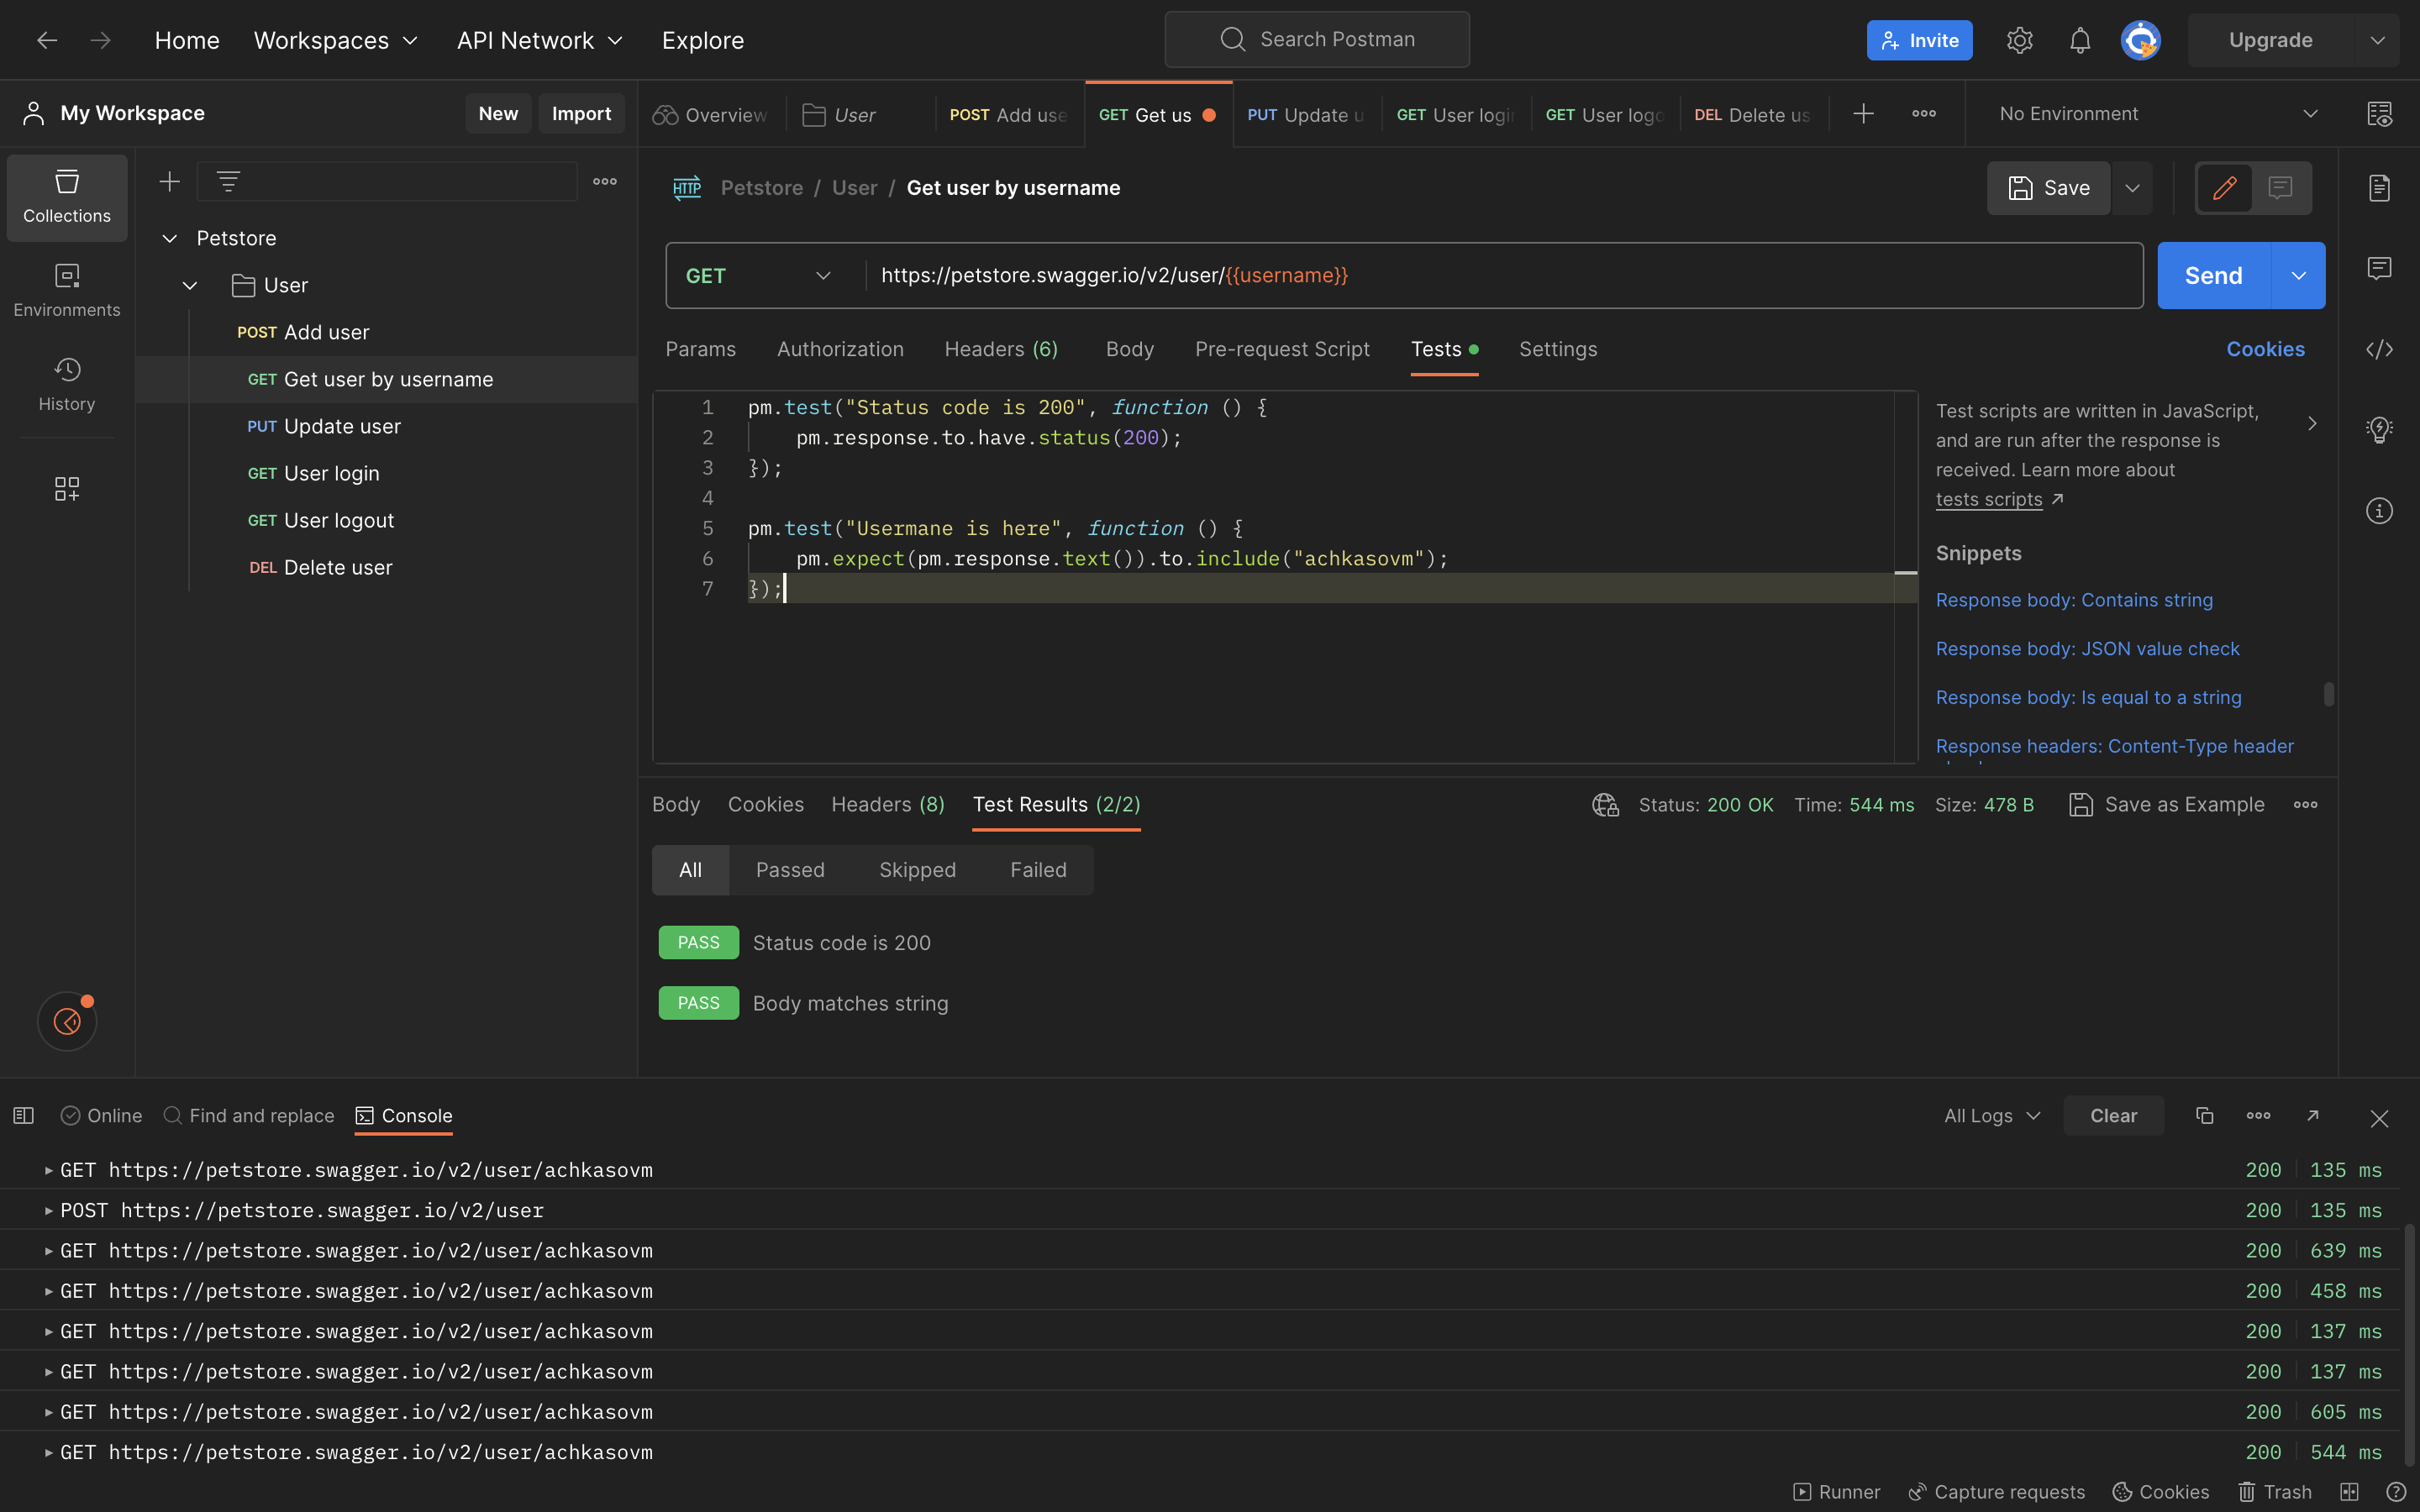 Home Workspaces API Network Explore Search Postman Invite Upgrade
My Workspace New Import
Overview User POST Add use GET Get us PUT Update u GET User logi GET User logo DEL Delete us No Environment
Collections
Environments
History
Petstore
User
POST Add user
GET Get user by username
PUT Update user
GET User login
GET User logout
DEL Delete user
HTTP Petstore / User / Get user by username Save
GET https://petstore.swagger.io/v2/user/{{username}} Send
Params Authorization Headers (6) Body Pre-request Script Tests Settings Cookies
1 pm.test("Status code is 200", function () {
2 pm.response.to.have.status(200);
3 });
4
5 pm.test("Usermane is here", function () {
6 pm.expect(pm.response.text()).to.include("achkasovm");
7 });
Test scripts are written in JavaScript,
and are run after the response is
received. Learn more about
tests scripts
Snippets
Response body: Contains string
Response body: JSON value check
Response body: Is equal to a string
Response headers: Content-Type header
Body Cookies Headers (8) Test Results (2/2) Status: 200 OK Time: 544 ms Size: 478 B Save as Example
All Passed Skipped Failed
PASS Status code is 200
PASS Body matches string
Online Find and replace Console All Logs Clear
GET https://petstore.swagger.io/v2/user/achkasovm 200 135 ms
POST https://petstore.swagger.io/v2/user 200 135 ms
GET https://petstore.swagger.io/v2/user/achkasovm 200 639 ms
GET https://petstore.swagger.io/v2/user/achkasovm 200 458 ms
GET https://petstore.swagger.io/v2/user/achkasovm 200 137 ms
GET https://petstore.swagger.io/v2/user/achkasovm 200 137 ms
GET https://petstore.swagger.io/v2/user/achkasovm 200 605 ms
GET https://petstore.swagger.io/v2/user/achkasovm 200 544 ms
Runner Capture requests Cookies Trash